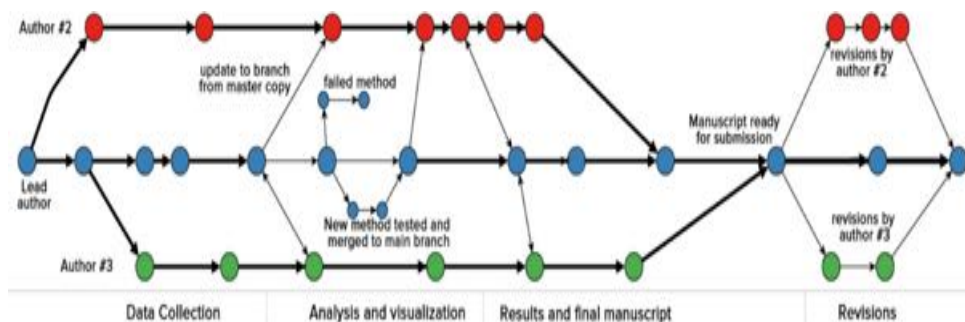 Author #2
update to branch
from master copy
failed method
revisions by
author #2
Manuscript ready
for submission
Lead
author
New method tested and
merged to main branch
revisions by
author #3
Author #3
Data Collection
Analysis and visualization
Results and final manuscript
Revisions